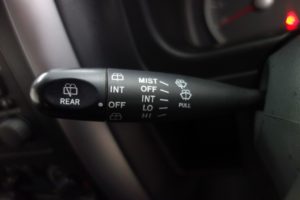 REAR
INT
OFF
MIST
OFF
INT
LO
HI
PULL